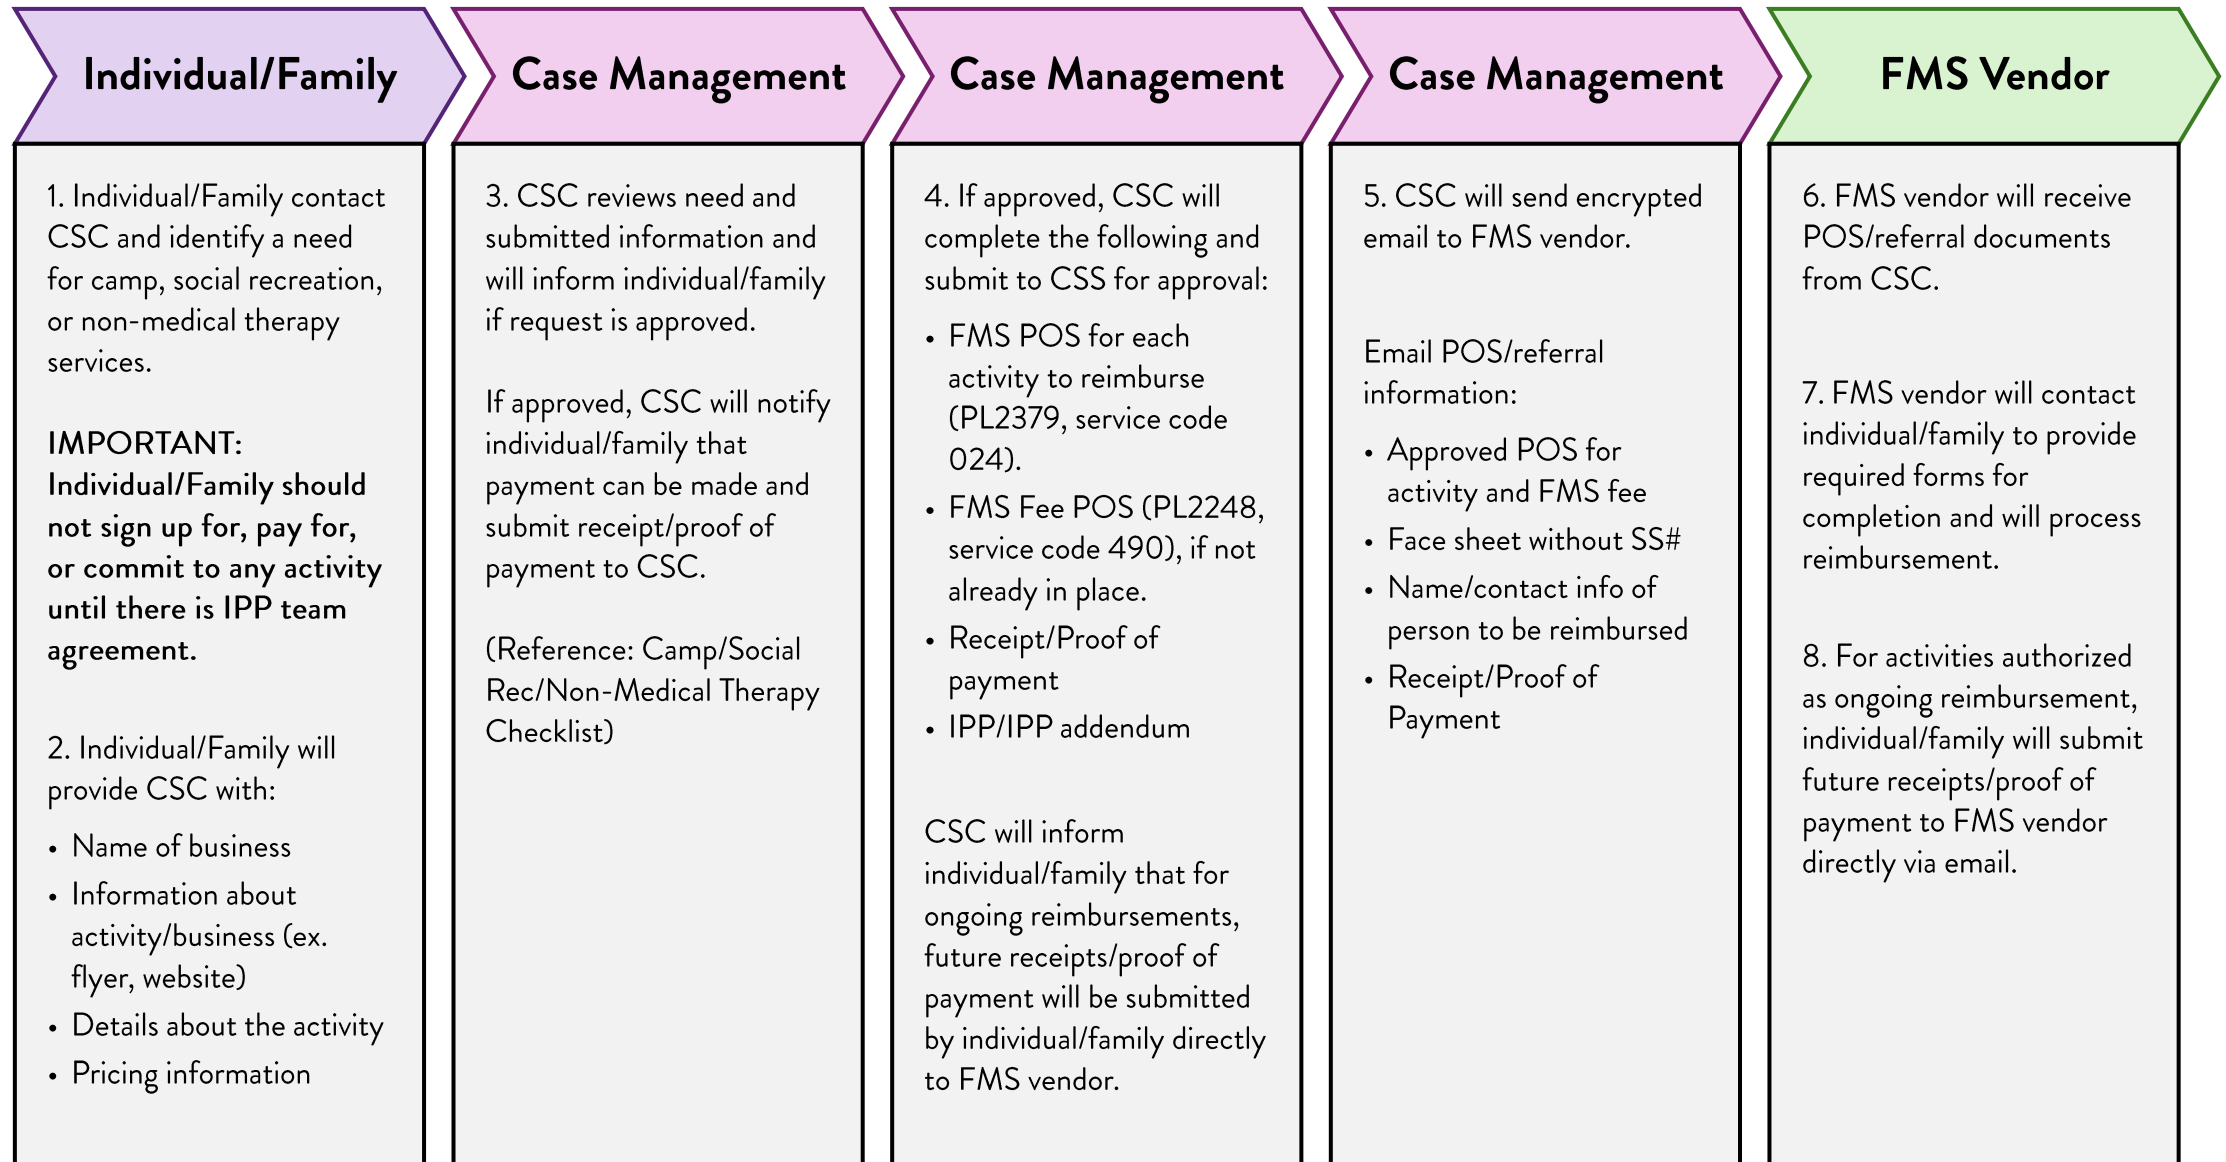 Individual/Family
1. Individual/Family contact
CSC and identify a need
for camp, social recreation,
or non-medical therapy
services.
IMPORTANT:
Individual/Family should
not sign up for, pay for,
or commit to any activity
until there is IPP team
agreement.
2. Individual/Family will
provide CSC with:
• Name of business
• Information about
activity/business (ex.
flyer, website)
• Details about the activity
• Pricing information
Case Management
3. CSC reviews need and
submitted information and
will inform individual/family
if request is approved.
If approved, CSC will notify
individual/family that
payment can be made and
submit receipt/proof of
payment to CSC.
(Reference: Camp/Social
Rec/Non-Medical Therapy
Checklist)
Case Management
4. If approved, CSC will
complete the following and
submit to CSS for approval:
• FMS POS for each
activity to reimburse
(PL2379, service code
024).
• FMS Fee POS (PL2248,
service code 490), if not
already in place.
• Receipt/Proof of
payment
• IPP/IPP addendum
CSC will inform
individual/family that for
ongoing reimbursements,
future receipts/proof of
payment will be submitted
by individual/family directly
to FMS vendor.
Case Management
5. CSC will send encrypted
email to FMS vendor.
Email POS/referral
information:
• Approved POS for
activity and FMS fee
• Face sheet without SS#
• Name/contact info of
person to be reimbursed
• Receipt/Proof of
Payment
FMS Vendor
6. FMS vendor will receive
POS/referral documents
from CSC.
7. FMS vendor will contact
individual/family to provide
required forms for
completion and will process
reimbursement.
8. For activities authorized
as ongoing reimbursement,
individual/family will submit
future receipts/proof of
payment to FMS vendor
directly via email.